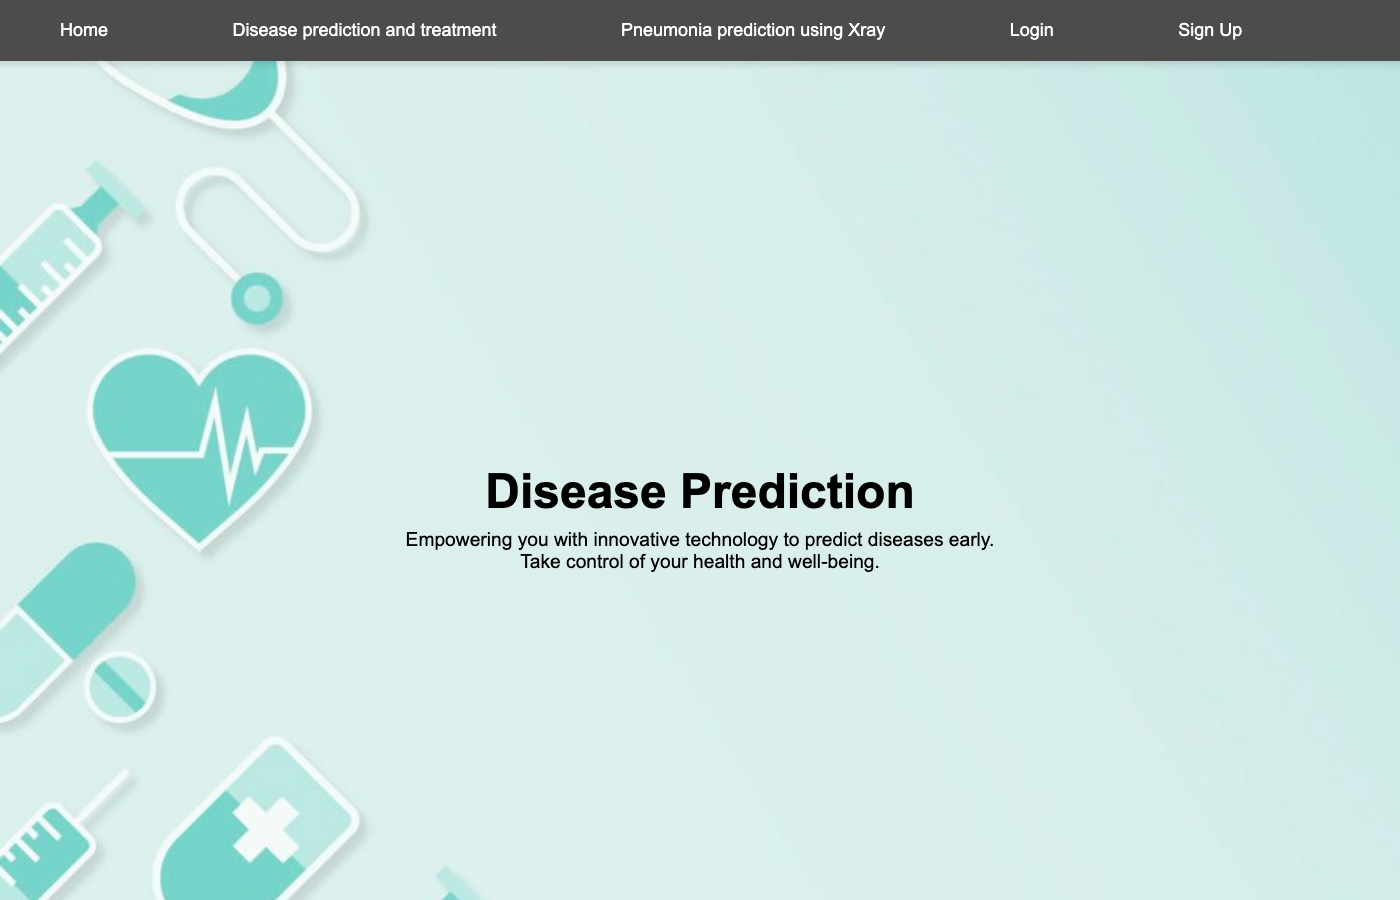 Home
Disease prediction and treatment
Pneumonia prediction using Xray
Login
Sign Up
Disease Prediction
Empowering you with innovative technology to predict diseases early.
Take control of your health and well-being.